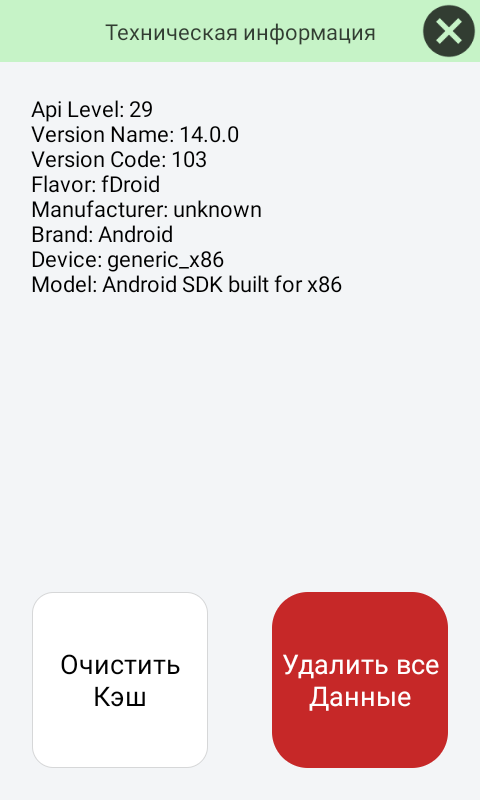 Техническая информация
Api Level: 29
Version Name: 14.0.0
Version Code: 103
Flavor: fDroid
Manufacturer: unknown
Brand: Android
Device: generic_x86
Model: Android SDK built for x86
Очистить
Кэш
Удалить все
Данные